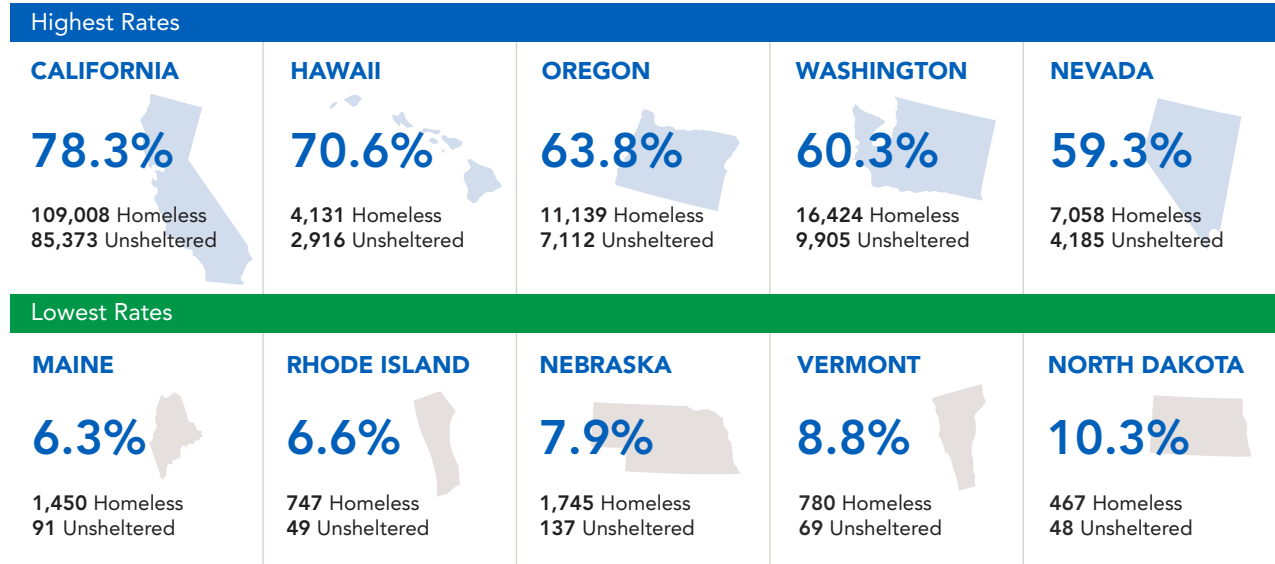 Highest Rates
CALIFORNIA
78.3%
109,008 Homeless
85,373 Unsheltered
HAWAII
70.6%
4,131 Homeless
2,916 Unsheltered
OREGON
63.8%
11,139 Homeless
7,112 Unsheltered
WASHINGTON
60.3%
16,424 Homeless
9,905 Unsheltered
NEVADA
59.3%
7,058 Homeless
4,185 Unsheltered
Lowest Rates
MAINE
6.3%
1,450 Homeless
91 Unsheltered
RHODE ISLAND
6.6%
747 Homeless
49 Unsheltered
NEBRASKA
7.9%
1,745 Homeless
137 Unsheltered
VERMONT
8.8%
780 Homeless
69 Unsheltered
NORTH DAKOTA
10.3%
467 Homeless
48 Unsheltered